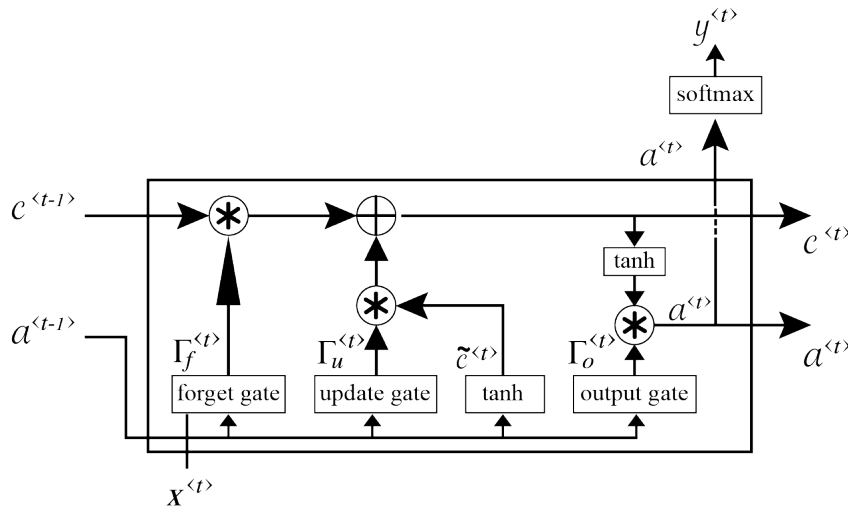 y<t>
softmax
a<t>
c<t-1>
c<t>
tanh
a<t-1>
a<t>
a<t>
Γf<t>
Γu<t>
c̃<t>
Γo<t>
forget gate
update gate
tanh
output gate
x<t>